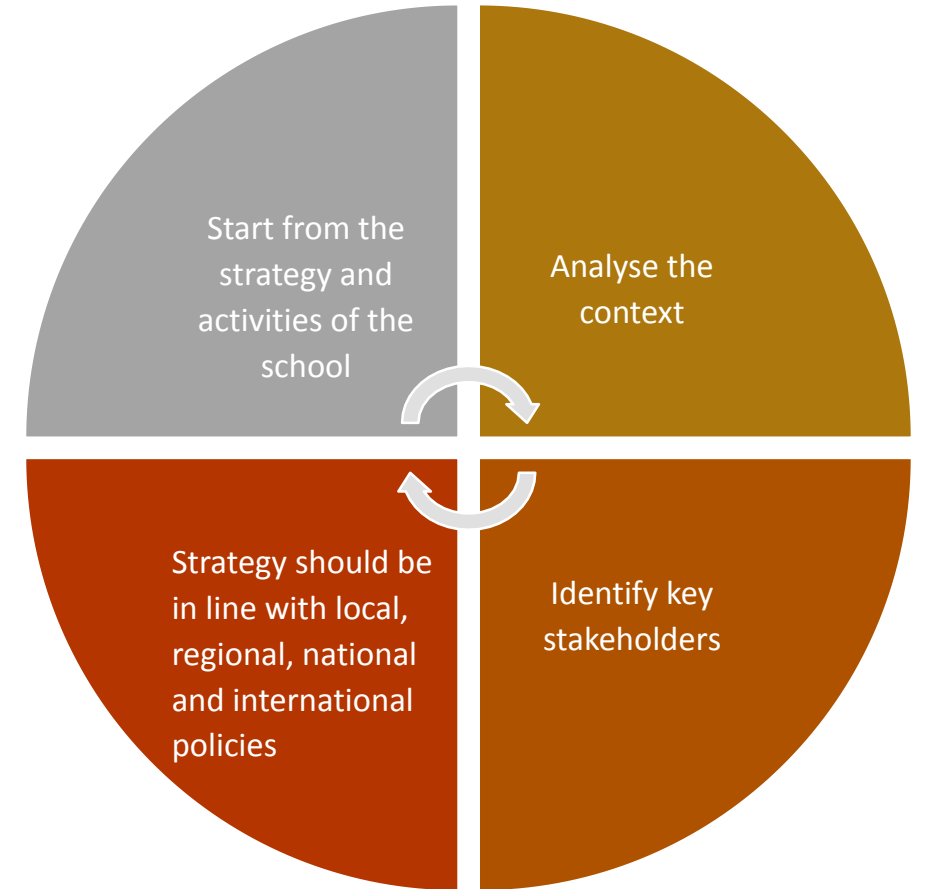 Start from the
strategy and
activities of the
school
Analyse the
context
Strategy should be
in line with local,
regional, national
and international
policies
Identify key
stakeholders